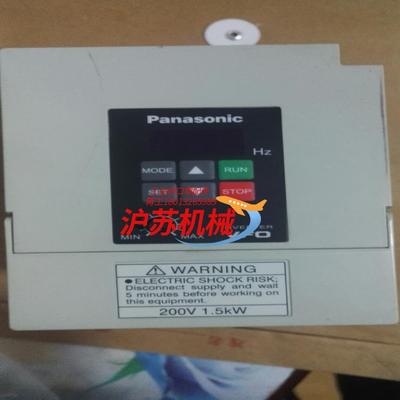 Panasonic
Hz
MODE ▲ RUN
SET STOP
沪苏机械
MIN MAX
⚠ WARNING
●ELECTRIC SHOCK RISK;
Disconnect supply and wait
5 minutes before working on
this equipment.
200V 1.5kW